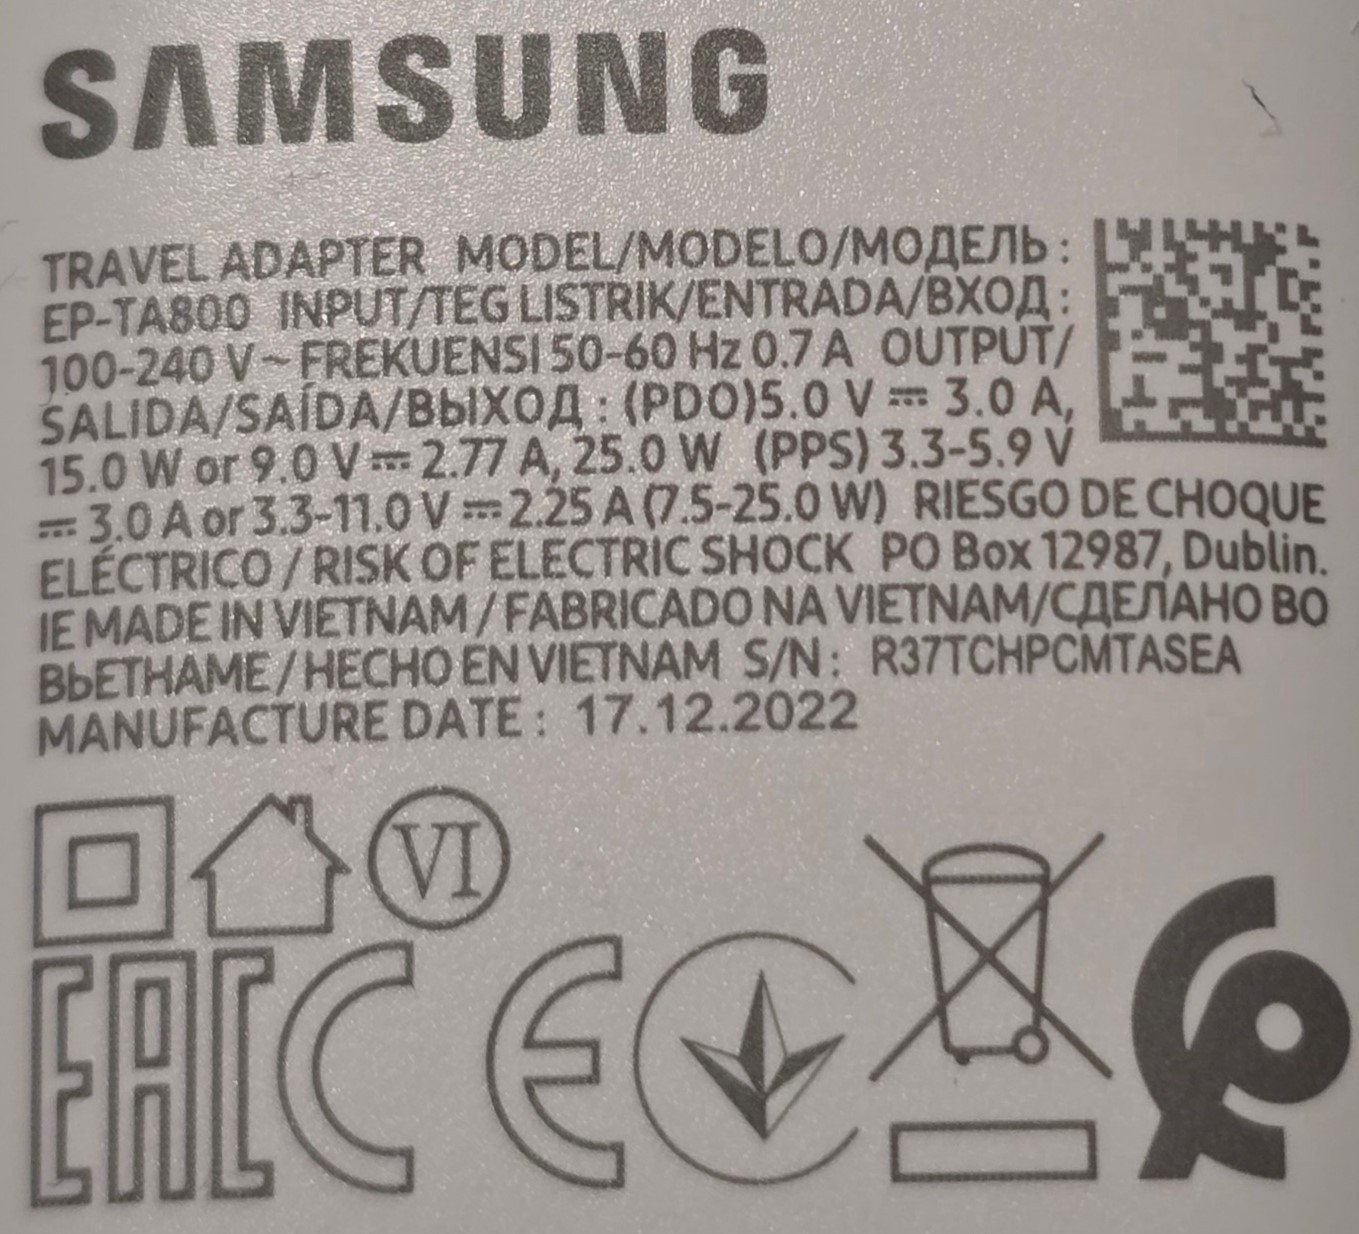 SAMSUNG
TRAVEL ADAPTER MODEL/MODELO/МОДЕЛЬ :
EP-TA800 INPUT/TEG LISTRIK/ENTRADA/ВХОД :
100-240 V ~ FREKUENSI 50-60 Hz 0.7 A OUTPUT/
SALIDA/SAÍDA/ВЫХОД : (PDO)5.0 V ⎓ 3.0 A,
15.0 W or 9.0 V ⎓ 2.77 A, 25.0 W (PPS) 3.3-5.9 V
⎓ 3.0 A or 3.3-11.0 V ⎓ 2.25 A (7.5-25.0 W) RIESGO DE CHOQUE
ELÉCTRICO / RISK OF ELECTRIC SHOCK PO Box 12987, Dublin.
IE MADE IN VIETNAM / FABRICADO NA VIETNAM/СДЕЛАНО ВО
ВЬЕТНАМЕ / HECHO EN VIETNAM S/N : R37TCHPCMTASEA
MANUFACTURE DATE : 17.12.2022
VI
EAC CE